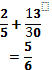 2/5 + 13/30
= 5/6